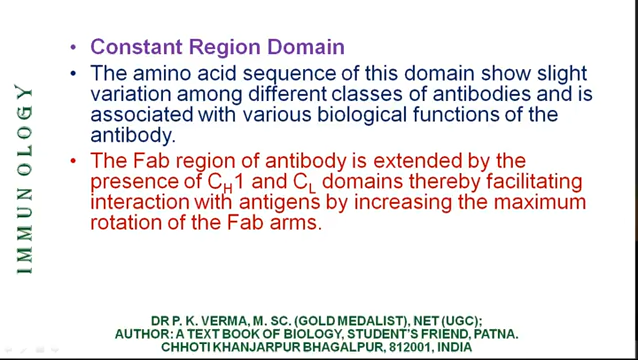 • Constant Region Domain
• The amino acid sequence of this domain show slight
variation among different classes of antibodies and is
associated with various biological functions of the
antibody.
• The Fab region of antibody is extended by the
presence of CH1 and CL domains thereby facilitating
interaction with antigens by increasing the maximum
rotation of the Fab arms.
IMMUNOLOGY
DR P. K. VERMA, M. SC. (GOLD MEDALIST), NET (UGC);
AUTHOR: A TEXT BOOK OF BIOLOGY, STUDENT'S FRIEND, PATNA.
CHHOTI KHANJARPUR BHAGALPUR, 812001, INDIA